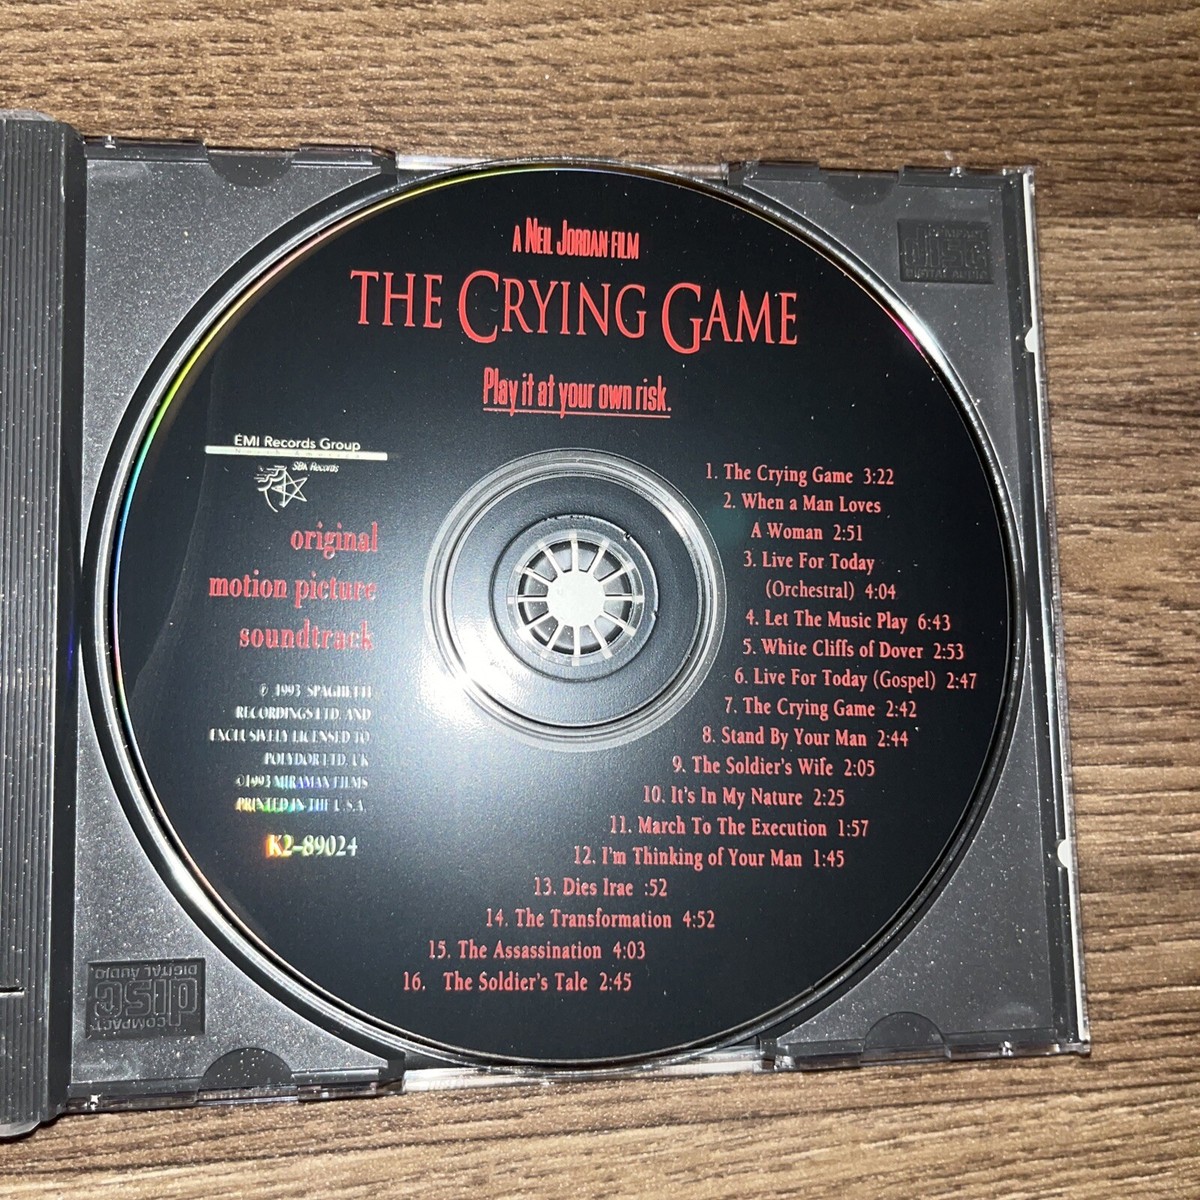 A NEIL JORDAN FILM
THE CRYING GAME
Play it at your own risk.
EMI Records Group
North America
SBK Records
original
motion picture
soundtrack
℗ 1993 SPAGHETTI
RECORDINGS LTD. AND
EXCLUSIVELY LICENSED TO
POLYDOR LTD. UK
©1993 MIRAMAX FILMS
PRINTED IN THE U.S.A.
K2-89024
1. The Crying Game 3:22
2. When a Man Loves
A Woman 2:51
3. Live For Today
(Orchestral) 4:04
4. Let The Music Play 6:43
5. White Cliffs of Dover 2:53
6. Live For Today (Gospel) 2:47
7. The Crying Game 2:42
8. Stand By Your Man 2:44
9. The Soldier's Wife 2:05
10. It's In My Nature 2:25
11. March To The Execution 1:57
12. I'm Thinking of Your Man 1:45
13. Dies Irae :52
14. The Transformation 4:52
15. The Assassination 4:03
16. The Soldier's Tale 2:45
COMPACT
disc
DIGITAL AUDIO
disc
DIGITAL AUDIO